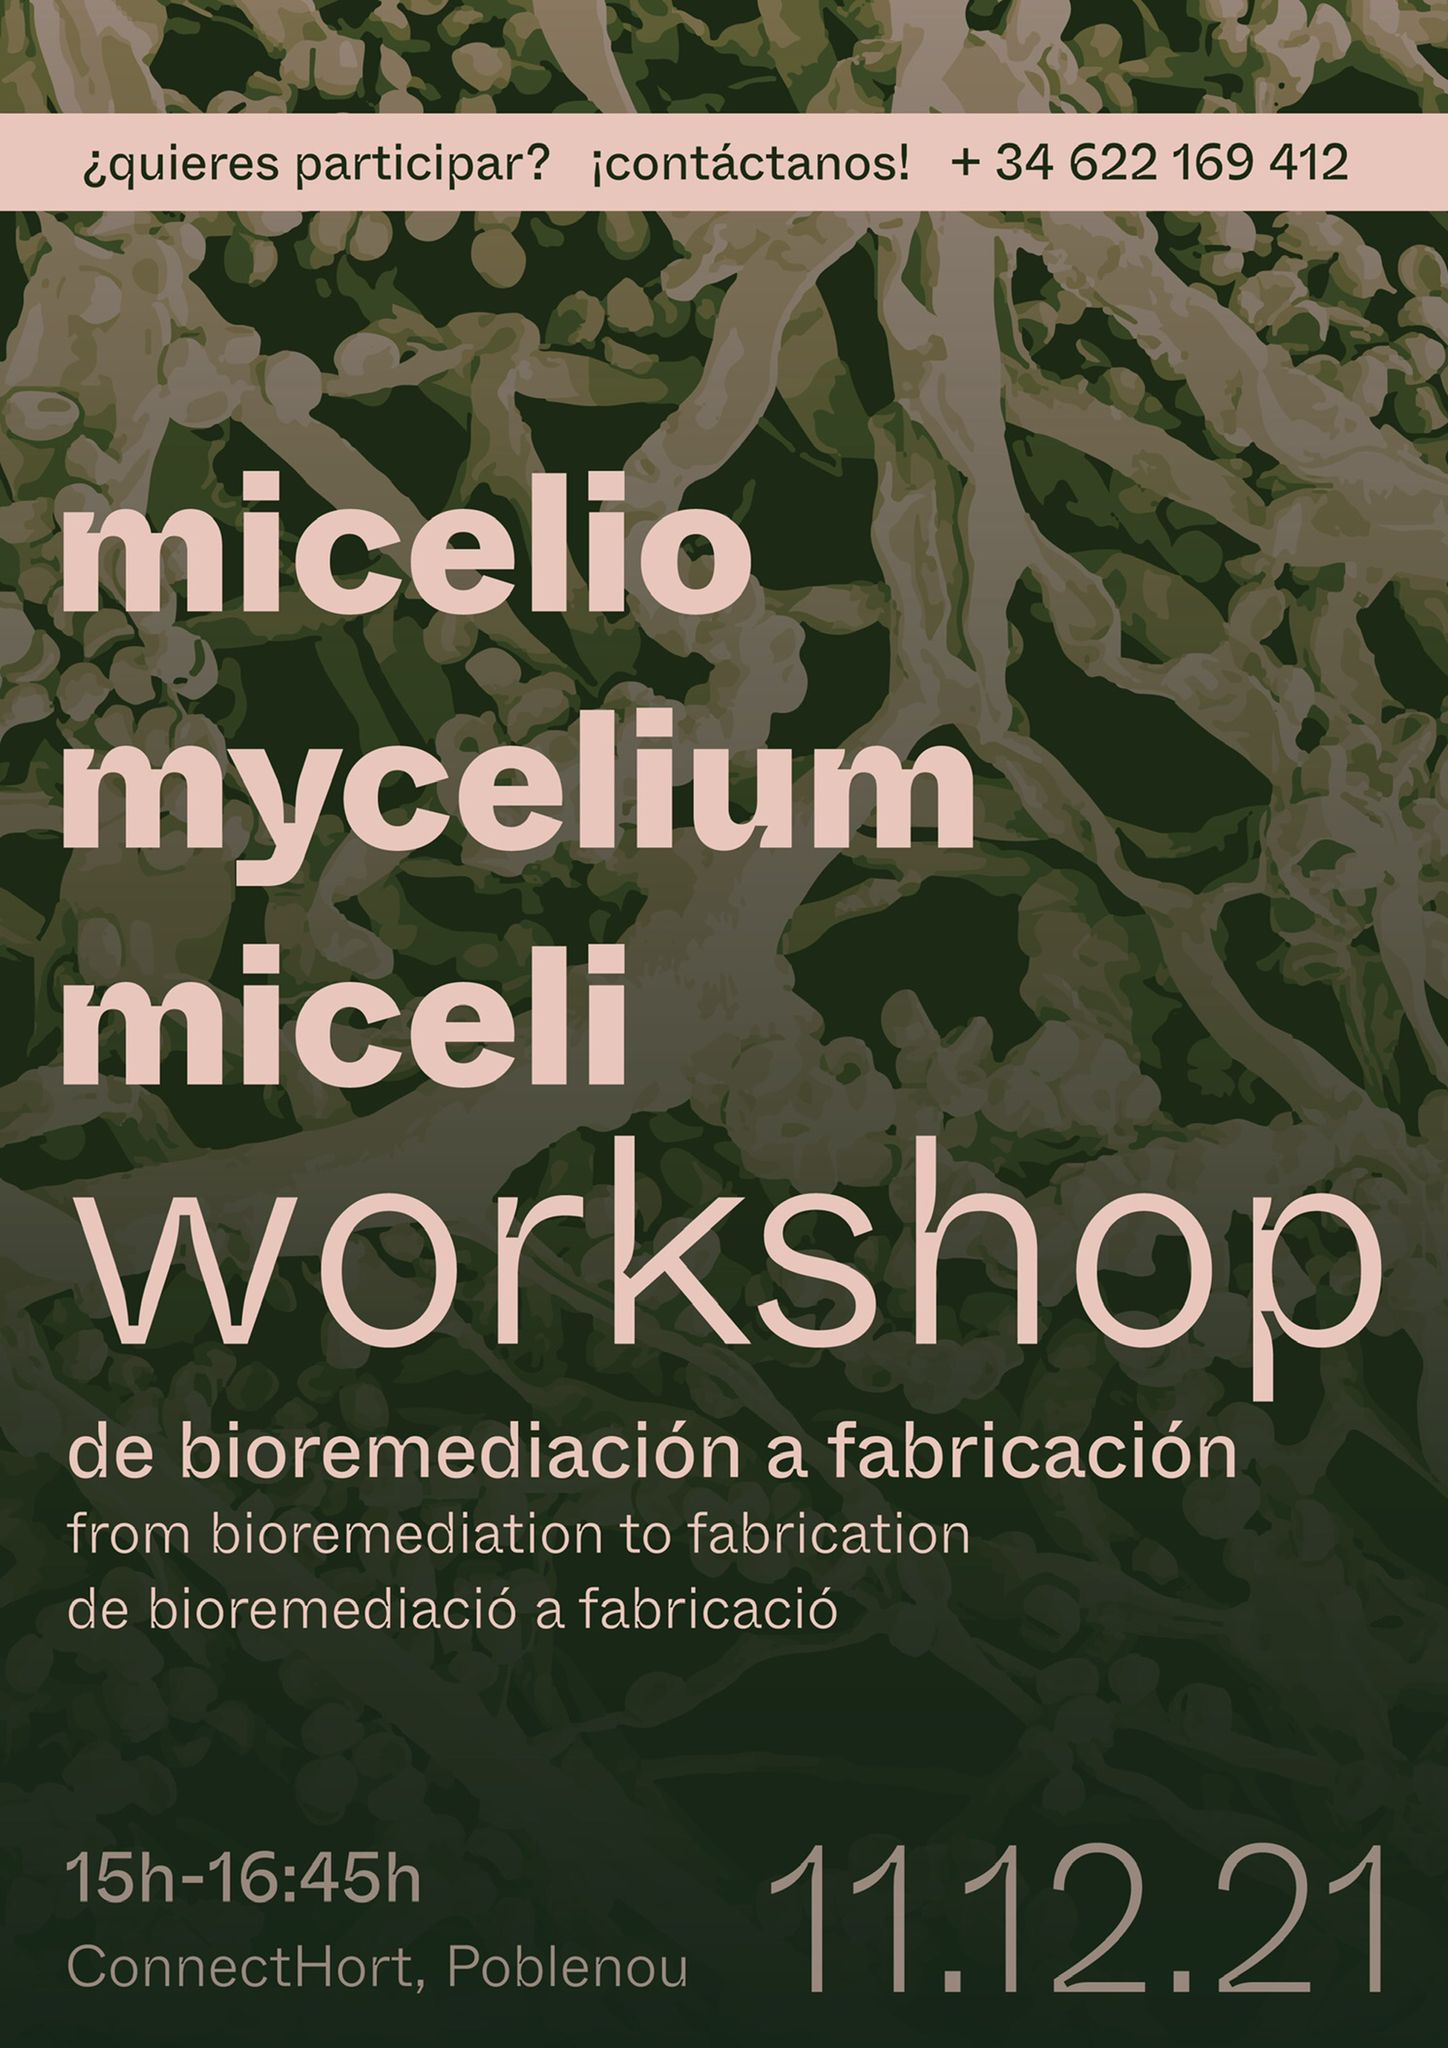 ¿quieres participar? ¡contáctanos! + 34 622 169 412
micelio
mycelium
miceli
workshop
de bioremediación a fabricación
from bioremediation to fabrication
de bioremediació a fabricació
15h-16:45h
ConnectHort, Poblenou
11.12.21